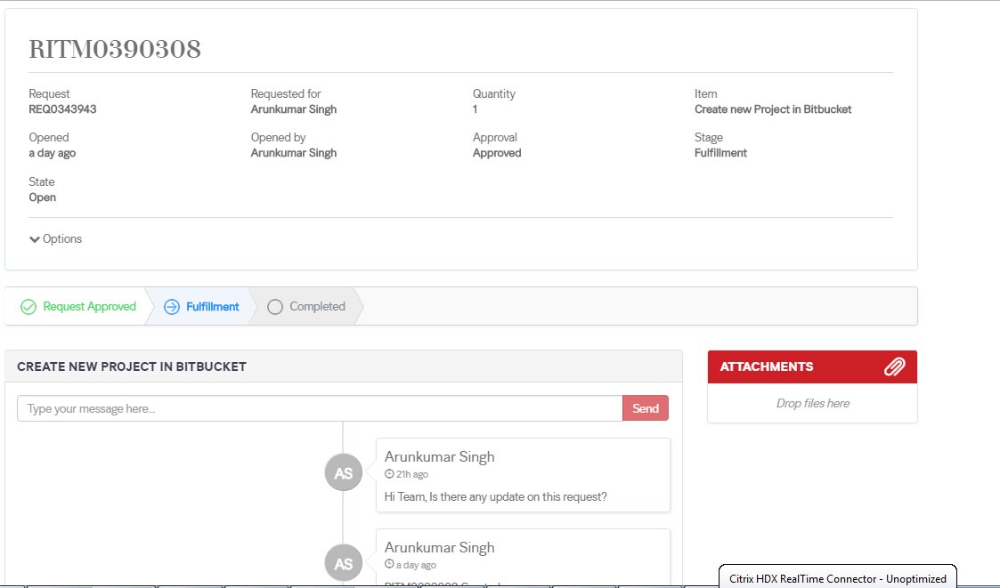 RITM0390308
Request Requested for Quantity Item
REQ0343943 Arunkumar Singh 1 Create new Project in Bitbucket
Opened Opened by Approval Stage
a day ago Arunkumar Singh Approved Fulfillment
State
Open
Options
Request Approved Fulfillment Completed
CREATE NEW PROJECT IN BITBUCKET
ATTACHMENTS
Type your message here...
Send
Drop files here
AS
Arunkumar Singh
21h ago
Hi Team, Is there any update on this request?
AS
Arunkumar Singh
a day ago
Citrix HDX RealTime Connector - Unoptimized